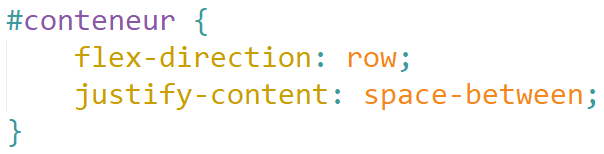 #conteneur {
    flex-direction: row;
    justify-content: space-between;
}